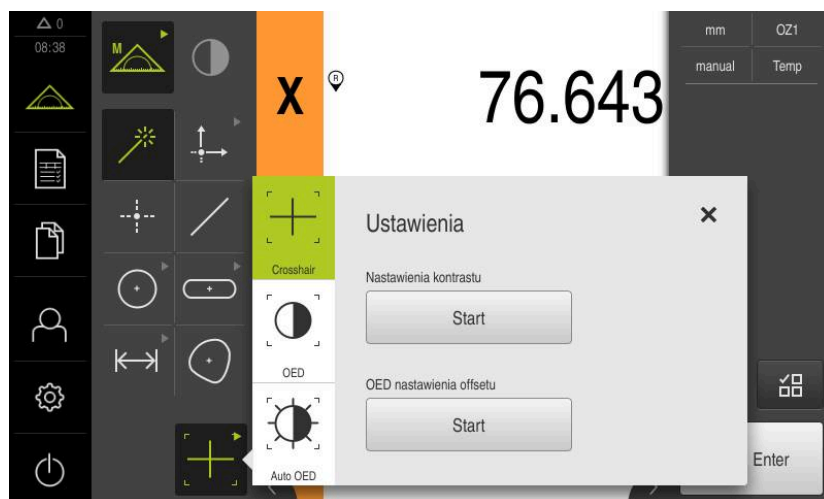 0
08:38
M
X
R
76.643
mm
OZ1
manual
Temp
Ustawienia
Crosshair
Nastawienia kontrastu
Start
OED
OED nastawienia offsetu
Start
Auto OED
Enter